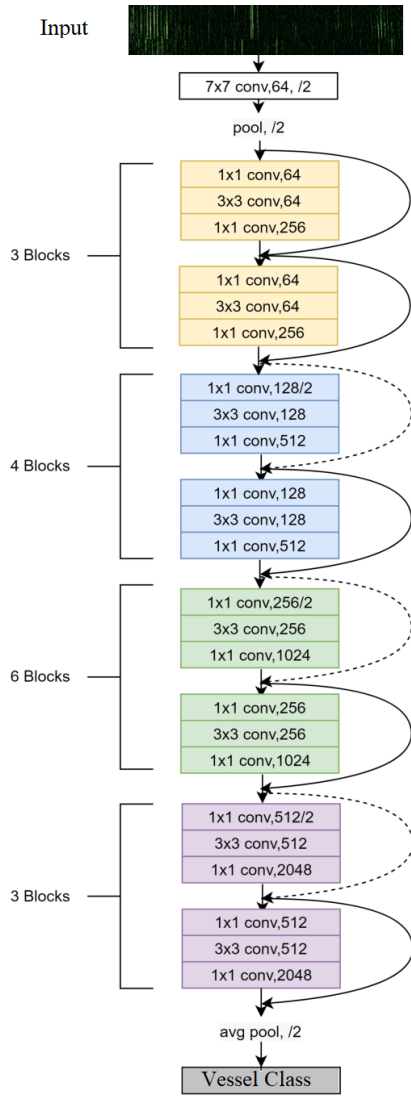 Input
7x7 conv,64, /2
pool, /2
3 Blocks
1x1 conv,64
3x3 conv,64
1x1 conv,256
1x1 conv,64
3x3 conv,64
1x1 conv,256
4 Blocks
1x1 conv,128/2
3x3 conv,128
1x1 conv,512
1x1 conv,128
3x3 conv,128
1x1 conv,512
6 Blocks
1x1 conv,256/2
3x3 conv,256
1x1 conv,1024
1x1 conv,256
3x3 conv,256
1x1 conv,1024
3 Blocks
1x1 conv,512/2
3x3 conv,512
1x1 conv,2048
1x1 conv,512
3x3 conv,512
1x1 conv,2048
avg pool, /2
Vessel Class